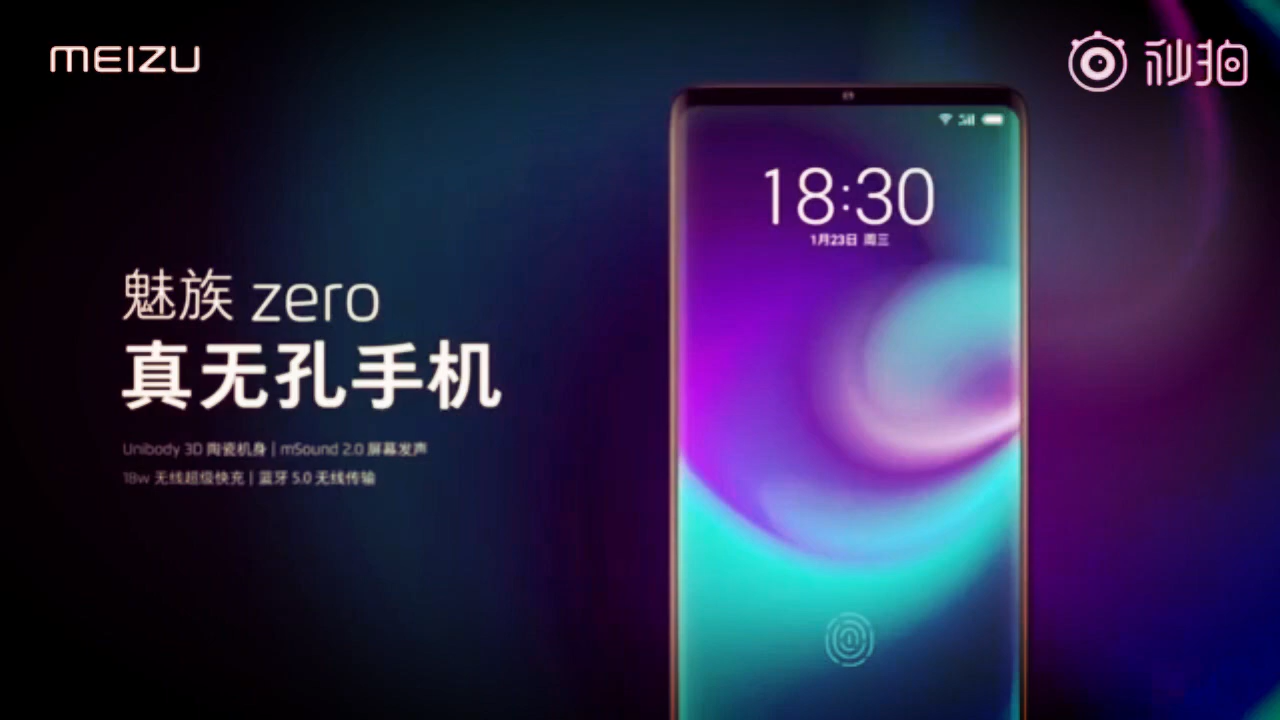 MEIZU
秒拍
18:30
1月23日 周三
魅族 zero
真无孔手机
Unibody 3D 陶瓷机身 | mSound 2.0 屏幕发声
18w 无线超级快充 | 蓝牙 5.0 无线传输